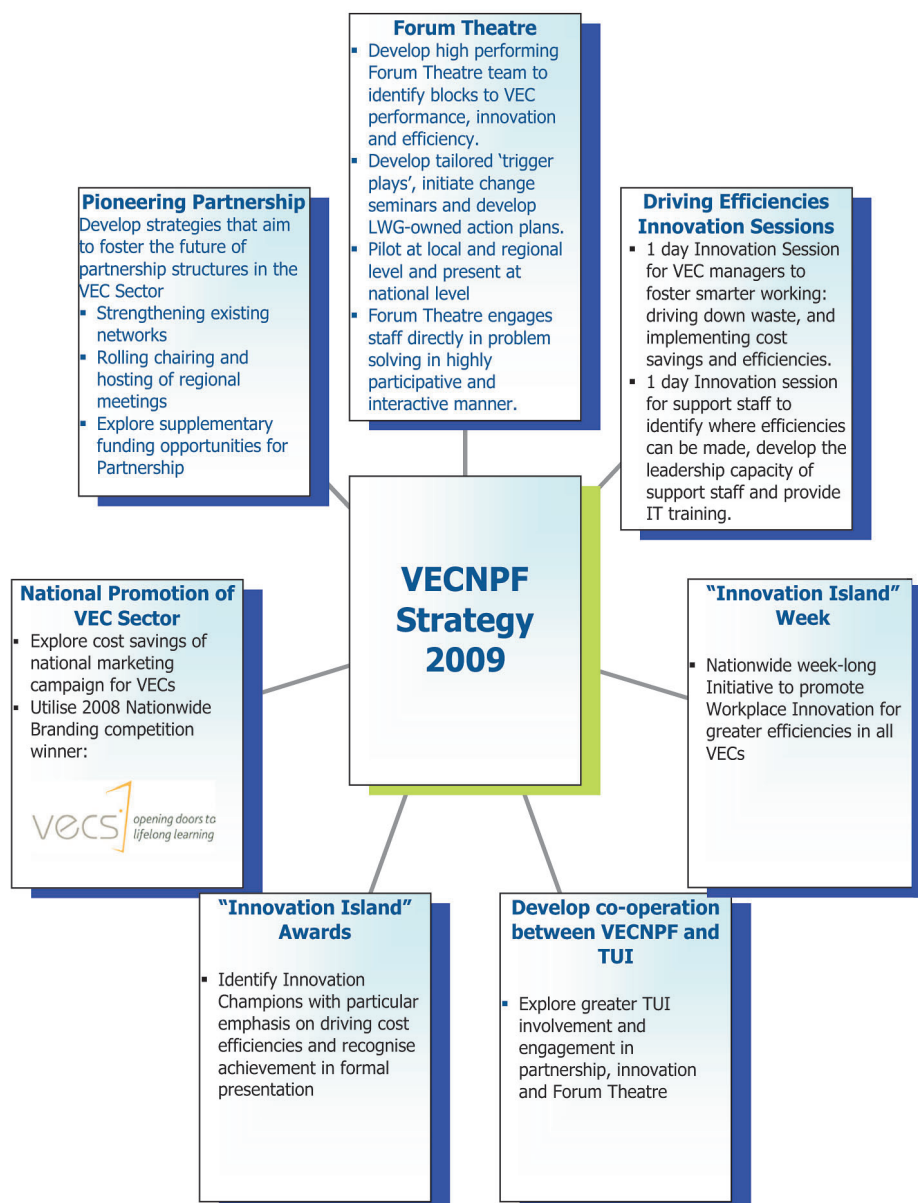 Forum Theatre
▪ Develop high performing
Forum Theatre team to
identify blocks to VEC
performance, innovation
and efficiency.
▪ Develop tailored ‘trigger
plays’, initiate change
seminars and develop
LWG-owned action plans.
▪ Pilot at local and regional
level and present at
national level
▪ Forum Theatre engages
staff directly in problem
solving in highly
participative and
interactive manner.
Pioneering Partnership
Develop strategies that aim
to foster the future of
partnership structures in the
VEC Sector
▪ Strengthening existing
networks
▪ Rolling chairing and
hosting of regional
meetings
▪ Explore supplementary
funding opportunities for
Partnership
Driving Efficiencies
Innovation Sessions
▪ 1 day Innovation Session
for VEC managers to
foster smarter working:
driving down waste, and
implementing cost
savings and efficiencies.
▪ 1 day Innovation session
for support staff to
identify where efficiencies
can be made, develop the
leadership capacity of
support staff and provide
IT training.
VECNPF
Strategy
2009
National Promotion of
VEC Sector
▪ Explore cost savings of
national marketing
campaign for VECs
▪ Utilise 2008 Nationwide
Branding competition
winner:
vecs
opening doors to
lifelong learning
“Innovation Island”
Week
▪ Nationwide week-long
Initiative to promote
Workplace Innovation for
greater efficiencies in all
VECs
“Innovation Island”
Awards
▪ Identify Innovation
Champions with particular
emphasis on driving cost
efficiencies and recognise
achievement in formal
presentation
Develop co-operation
between VECNPF and
TUI
▪ Explore greater TUI
involvement and
engagement in
partnership, innovation
and Forum Theatre